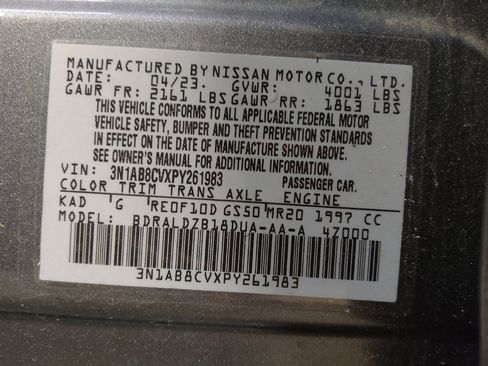 MANUFACTURED BY NISSAN MOTOR CO., LTD.
DATE: 04/23. GVWR: 4001 LBS
GAWR FR: 2161 LBS GAWR RR: 1863 LBS
THIS VEHICLE CONFORMS TO ALL APPLICABLE FEDERAL MOTOR
VEHICLE SAFETY, BUMPER AND THEFT PREVENTION STANDARDS
IN EFFECT ON THE DATE OF MANUFACTURE SHOWN ABOVE.
SEE OWNER'S MANUAL FOR ADDITIONAL INFORMATION.
VIN: 3N1AB8CVXPY261983 PASSENGER CAR.
COLOR TRIM TRANS AXLE ENGINE
KAD G RE0F10D GS50 MR20 1997 CC
MODEL: BDRALDZB18DUA-AA-A 47000
3N1AB8CVXPY261983